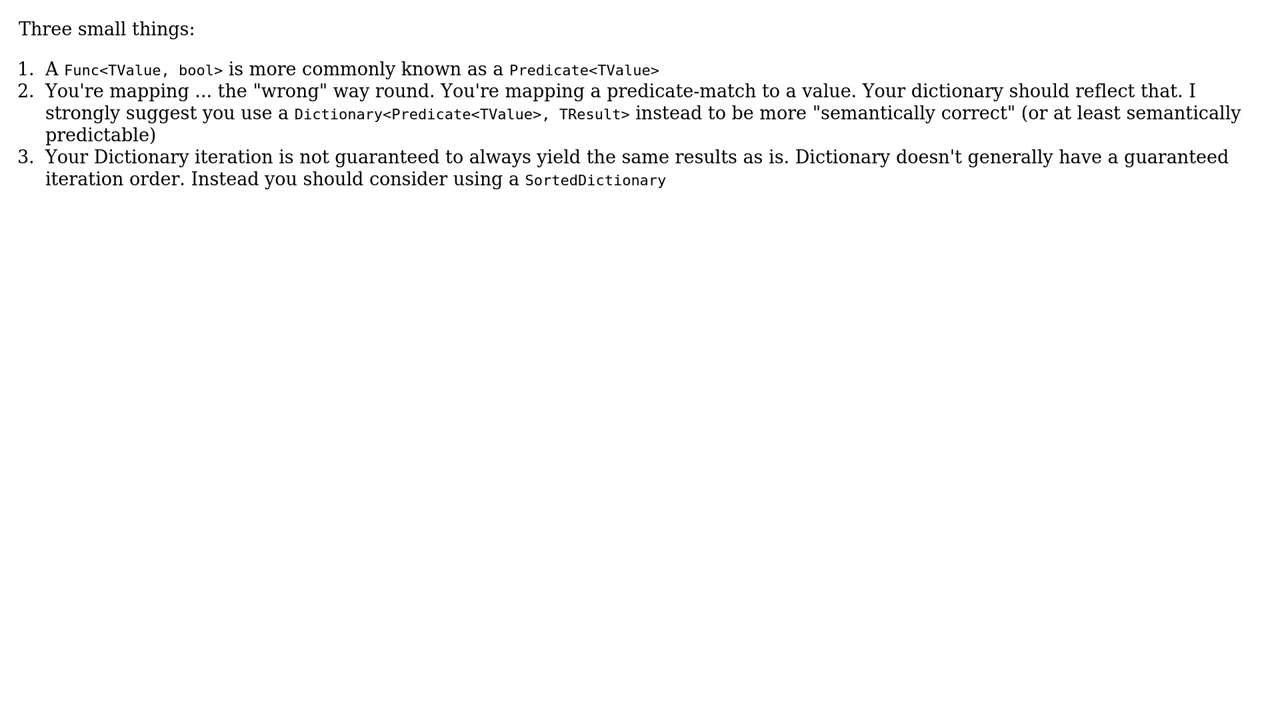 Three small things:
1. A Func<TValue, bool> is more commonly known as a Predicate<TValue>
2. You're mapping ... the "wrong" way round. You're mapping a predicate-match to a value. Your dictionary should reflect that. I
strongly suggest you use a Dictionary<Predicate<TValue>, TResult> instead to be more "semantically correct" (or at least semantically
predictable)
3. Your Dictionary iteration is not guaranteed to always yield the same results as is. Dictionary doesn't generally have a guaranteed
iteration order. Instead you should consider using a SortedDictionary